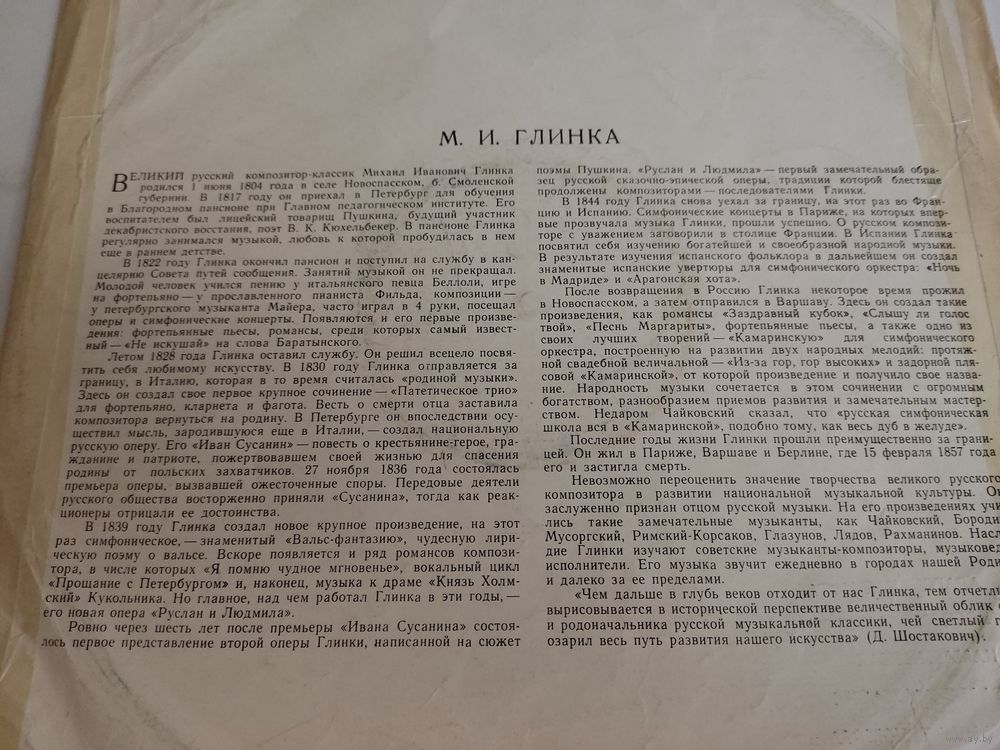 М. И. ГЛИНКА
ВЕЛИКИЙ русский композитор-классик Михаил Иванович Глинка
родился 1 июня 1804 года в селе Новоспасском, б. Смоленской
губернии. В 1817 году он приехал в Петербург для обучения
в Благородном пансионе при Главном педагогическом институте. Его
воспитателем был лицейский товарищ Пушкина, будущий участник
декабристского восстания, поэт В. К. Кюхельбекер. В пансионе Глинка
регулярно занимался музыкой, любовь к которой пробудилась в нем
еще в раннем детстве.
В 1822 году Глинка окончил пансион и поступил на службу в кан-
целярию Совета путей сообщения. Занятий музыкой он не прекращал.
Молодой человек учился пению у итальянского певца Беллоли, игре
на фортепьяно — у прославленного пианиста Фильда, композиции —
у петербургского музыканта Майера, часто играл в 4 руки, посещал
оперы и симфонические концерты. Появляются и его первые произве-
дения: фортепьянные пьесы, романсы, среди которых самый извест-
ный — «Не искушай» на слова Баратынского.
Летом 1828 года Глинка оставил службу. Он решил всецело посвя-
тить себя любимому искусству. В 1830 году Глинка отправляется за
границу, в Италию, которая в то время считалась «родиной музыки».
Здесь он создал свое первое крупное сочинение — «Патетическое трио»
для фортепьяно, кларнета и фагота. Весть о смерти отца заставила
композитора вернуться на родину. В Петербурге он впоследствии осу-
ществил мысль, зародившуюся еще в Италии, — создал национальную
русскую оперу. Его «Иван Сусанин» — повесть о крестьянине-герое, гра-
жданине и патриоте, пожертвовавшем своей жизнью для спасения
родины от польских захватчиков. 27 ноября 1836 года состоялась
премьера оперы, вызвавшей ожесточенные споры. Передовые деятели
русского общества восторженно приняли «Сусанина», тогда как реак-
ционеры отрицали ее достоинства.
В 1839 году Глинка создал новое крупное произведение, на этот
раз симфоническое, — знаменитый «Вальс-фантазию», чудесную лири-
ческую поэму о вальсе. Вскоре появляется и ряд романсов компози-
тора, в числе которых «Я помню чудное мгновенье», вокальный цикл
«Прощание с Петербургом» и, наконец, музыка к драме «Князь Холм-
ский» Кукольника. Но главное, над чем работал Глинка в эти годы, —
его новая опера «Руслан и Людмила».
Ровно через шесть лет после премьеры «Ивана Сусанина» состоя-
лось первое представление второй оперы Глинки, написанной на сюжет
поэмы Пушкина. «Руслан и Людмила» — первый замечательный обра-
зец русской сказочно-эпической оперы, традиции которой блестяще
продолжены композиторами — последователями Глинки.
В 1844 году Глинка снова уехал за границу, на этот раз во Фран-
цию и Испанию. Симфонические концерты в Париже, на которых впер-
вые прозвучала музыка Глинки, прошли успешно. О русском компози-
торе с уважением заговорили в столице Франции. В Испании Глинка
посвятил себя изучению богатейшей и своеобразной народной музыки.
В результате изучения испанского фольклора в дальнейшем он создал
знаменитые испанские увертюры для симфонического оркестра: «Ночь
в Мадриде» и «Арагонская хота».
После возвращения в Россию Глинка некоторое время прожил
в Новоспасском, а затем отправился в Варшаву. Здесь он создал такие
произведения, как романсы «Заздравный кубок», «Слышу ли голос
твой», «Песнь Маргариты», фортепьянные пьесы, а также одно из
своих лучших творений — «Камаринскую» для симфонического
оркестра, построенную на развитии двух народных мелодий: протяж-
ной свадебной величальной — «Из-за гор, гор высоких» и задорной пля-
совой «Камаринской», от которой произведение и получило свое назва-
ние. Народность музыки сочетается в этом сочинении с огромным
богатством, разнообразием приемов развития и замечательным мастер-
ством. Недаром Чайковский сказал, что «русская симфоническая
школа вся в «Камаринской», подобно тому, как весь дуб в желуде».
Последние годы жизни Глинки прошли преимущественно за грани-
цей. Он жил в Париже, Варшаве и Берлине, где 15 февраля 1857 года
его и застигла смерть.
Невозможно переоценить значение творчества великого русского
композитора в развитии национальной музыкальной культуры. Он
заслуженно признан отцом русской музыки. На его произведениях учи
лись такие замечательные музыканты, как Чайковский, Бороди
Мусоргский, Римский-Корсаков, Глазунов, Лядов, Рахманинов. Насл
дие Глинки изучают советские музыканты-композиторы, музыковед
исполнители. Его музыка звучит ежедневно в городах нашей Роди
и далеко за ее пределами.
«Чем дальше в глубь веков отходит от нас Глинка, тем отчетли
вырисовывается в исторической перспективе величественный облик
и родоначальника русской музыкальной классики, чей светлый г
озарил весь путь развития нашего искусства» (Д. Шостакович).
www.ay.by